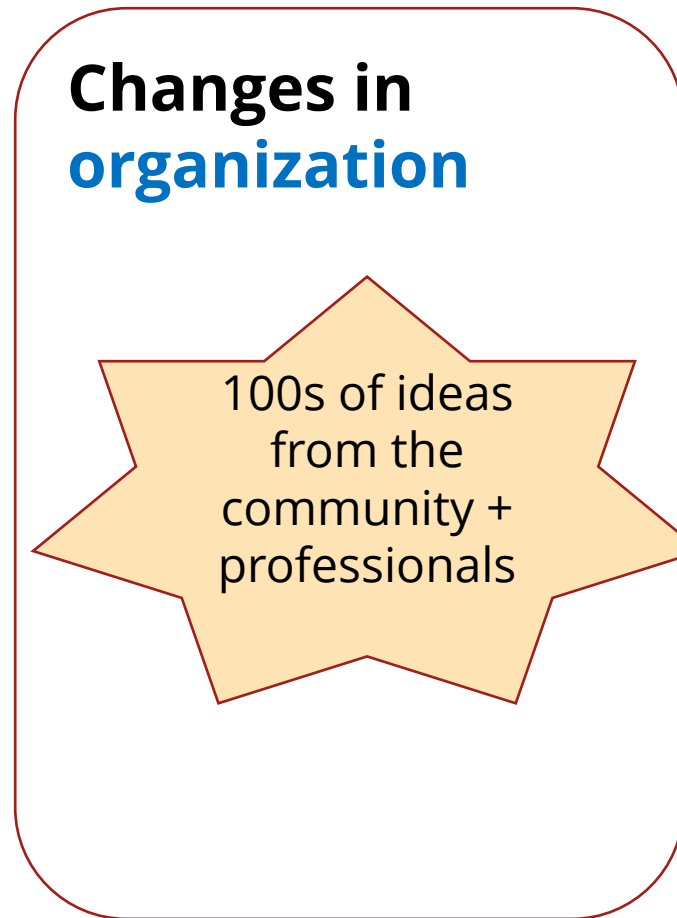 Changes in
organization
100s of ideas
from the
community +
professionals